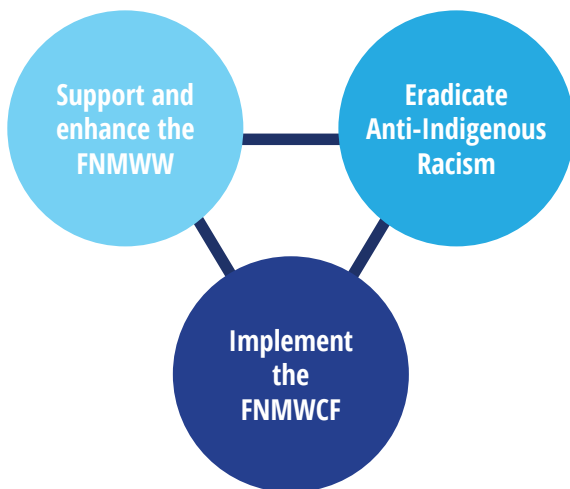 Support and
enhance the
FNMWW
Eradicate
Anti-Indigenous
Racism
Implement
the
FNMWCF